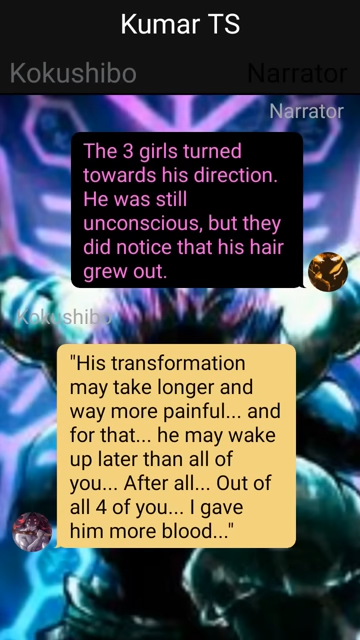 Kumar TS
Kokushibo
Narrator
Narrator
The 3 girls turned
towards his direction.
He was still
unconscious, but they
did notice that his hair
grew out.
Kokushibo
"His transformation
may take longer and
way more painful... and
for that... he may wake
up later than all of
you... After all... Out of
all 4 of you... I gave
him more blood..."